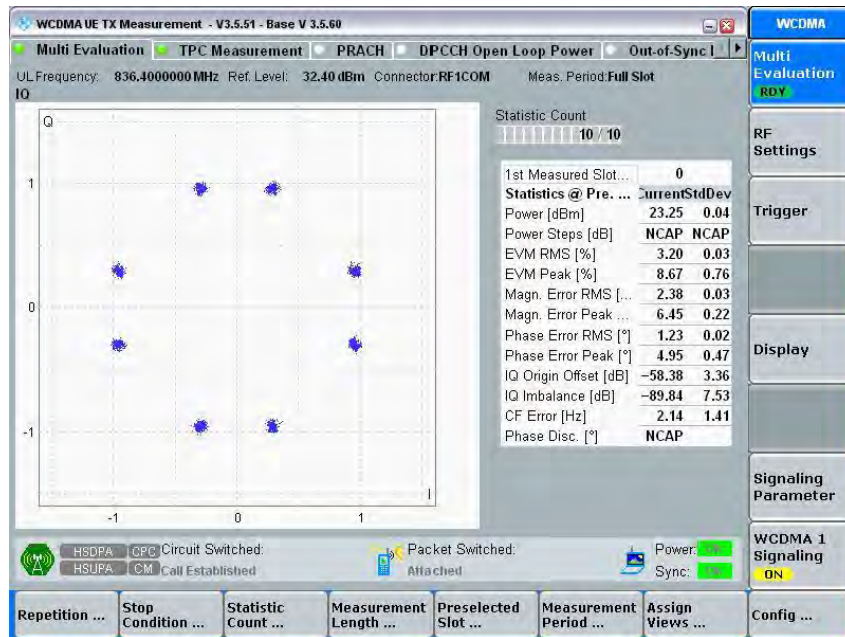 WCDMA UE TX Measurement - V3.5.51 - Base V 3.5.60
WCDMA
Multi Evaluation
TPC Measurement
PRACH
DPCCH Open Loop Power
Out-of-Sync
Multi Evaluation
RDY
UL Frequency: 836.4000000 MHz Ref. Level: 32.40 dBm Connector: RF1COM Meas. Period: Full Slot
IQ
Q
1
0
-1
-1 0 1
I
Statistic Count
10 / 10
1st Measured Slot... 0
Statistics @ Pre. ... Current StdDev
Power [dBm] 23.25 0.04
Power Steps [dB] NCAP NCAP
EVM RMS [%] 3.20 0.03
EVM Peak [%] 8.67 0.76
Magn. Error RMS [... 2.38 0.03
Magn. Error Peak ... 6.45 0.22
Phase Error RMS [°] 1.23 0.02
Phase Error Peak [°] 4.95 0.47
IQ Origin Offset [dB] −58.38 3.36
IQ Imbalance [dB] −89.84 7.53
CF Error [Hz] 2.14 1.41
Phase Disc. [°] NCAP
RF Settings
Trigger
Display
Signaling Parameter
WCDMA 1 Signaling
ON
HSDPA CPC Circuit Switched:
HSUPA CM Call Established
Packet Switched:
Attached
Power:
Sync:
Repetition ...
Stop Condition ...
Statistic Count ...
Measurement Length ...
Preselected Slot ...
Measurement Period ...
Assign Views ...
Config ...